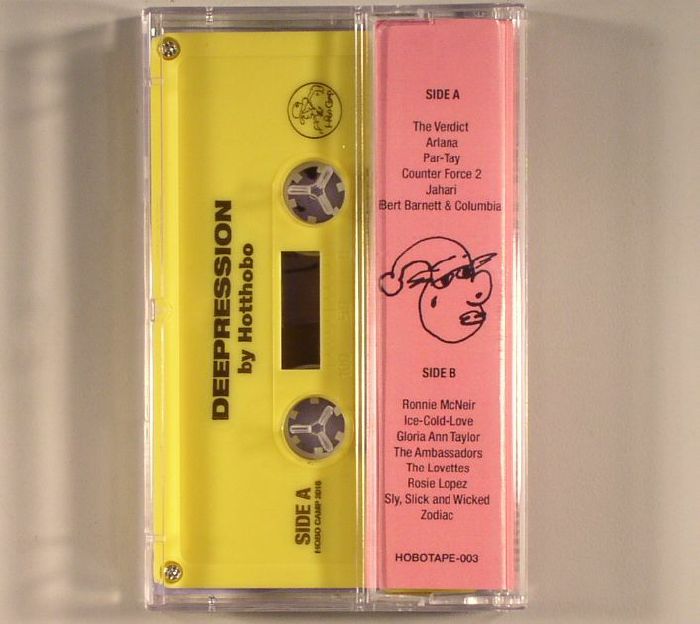 DEEPRESSION
by Hotthobo
SIDE A
HOBO CAMP 2016
SIDE A
The Verdict
Arlana
Par-Tay
Counter Force 2
Jahari
Bert Barnett & Columbia
SIDE B
Ronnie McNeir
Ice-Cold-Love
Gloria Ann Taylor
The Ambassadors
The Lovettes
Rosie Lopez
Sly, Slick and Wicked
Zodiac
HOBOTAPE-003